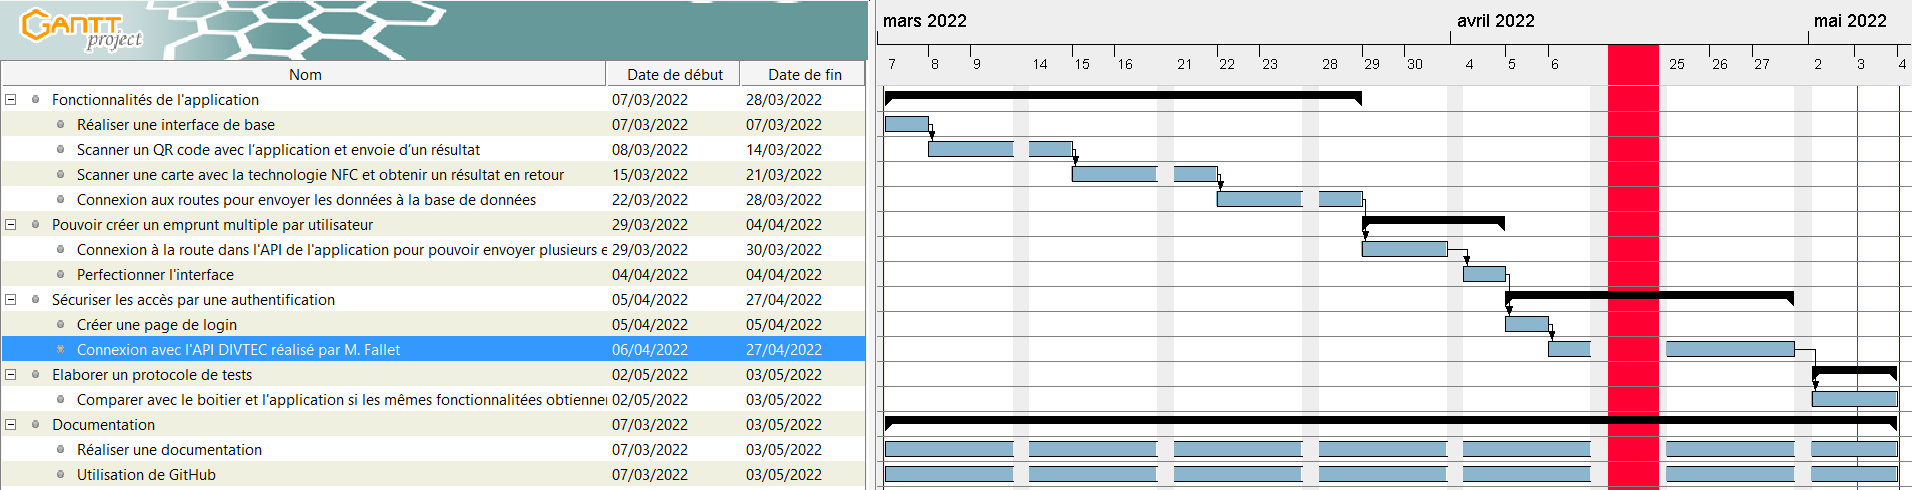 GANTT
project
mars 2022 avril 2022 mai 2022
7 8 9 14 15 16 21 22 23 28 29 30 4 5 6 25 26 27 2 3 4
Nom Date de début Date de fin
Fonctionnalités de l'application 07/03/2022 28/03/2022
Réaliser une interface de base 07/03/2022 07/03/2022
Scanner un QR code avec l’application et envoie d’un résultat 08/03/2022 14/03/2022
Scanner une carte avec la technologie NFC et obtenir un résultat en retour 15/03/2022 21/03/2022
Connexion aux routes pour envoyer les données à la base de données 22/03/2022 28/03/2022
Pouvoir créer un emprunt multiple par utilisateur 29/03/2022 04/04/2022
Connexion à la route dans l'API de l'application pour pouvoir envoyer plusieurs e 29/03/2022 30/03/2022
Perfectionner l'interface 04/04/2022 04/04/2022
Sécuriser les accès par une authentification 05/04/2022 27/04/2022
Créer une page de login 05/04/2022 05/04/2022
Connexion avec l'API DIVTEC réalisé par M. Fallet 06/04/2022 27/04/2022
Elaborer un protocole de tests 02/05/2022 03/05/2022
Comparer avec le boitier et l'application si les mêmes fonctionnalitées obtienne 02/05/2022 03/05/2022
Documentation 07/03/2022 03/05/2022
Réaliser une documentation 07/03/2022 03/05/2022
Utilisation de GitHub 07/03/2022 03/05/2022